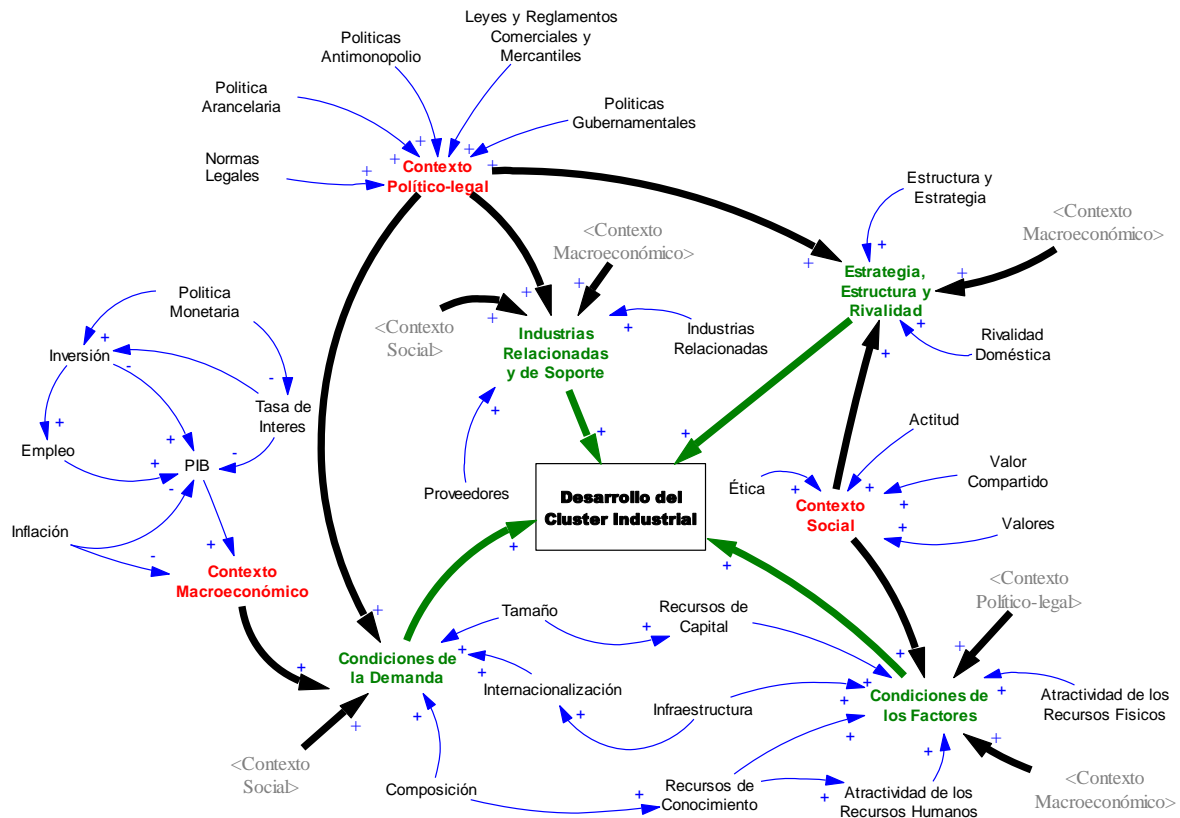 Leyes y Reglamentos
Comerciales y
Mercantiles
Politicas
Antimonopolio
Politica
Arancelaria
Politicas
Gubernamentales
Normas
Legales
Contexto
Político-legal
Estructura y
Estrategia
<Contexto
Macroeconómico>
<Contexto
Macroeconómico>
Estrategia,
Estructura y
Rivalidad
Politica
Monetaria
<Contexto
Social>
Industrias
Relacionadas
y de Soporte
Industrias
Relacionadas
Rivalidad
Doméstica
Inversión
Tasa de
Interes
Empleo
PIB
Actitud
Valor
Compartido
Ética
Proveedores
Desarrollo del
Cluster Industrial
Contexto
Social
Valores
Inflación
Contexto
Macroeconómico
<Contexto
Político-legal>
Tamaño
Recursos de
Capital
Condiciones de
la Demanda
Internacionalización
Infraestructura
Condiciones de
los Factores
Atractividad de los
Recursos Fisicos
<Contexto
Social>
Composición
Recursos de
Conocimiento
Atractividad de los
Recursos Humanos
<Contexto
Macroeconómico>